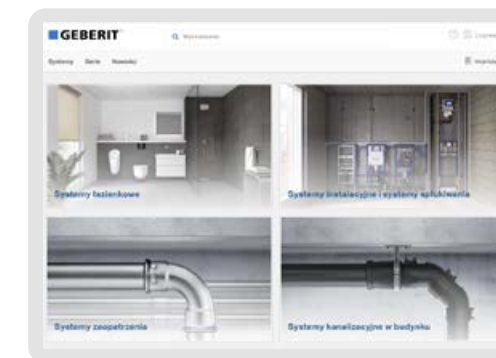 GEBERIT
Systemy Serie Nowości
Systemy łazienkowe
Systemy instalacyjne i systemy spłukiwania
Systemy zaopatrzenia
Systemy kanalizacyjne w budynku